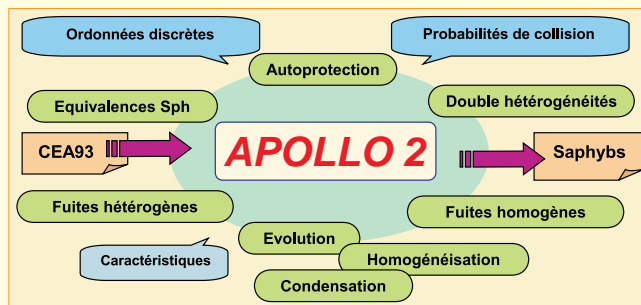 Ordonnées discrètes
Probabilités de collision
Autoprotection
Equivalences Sph
Double hétérogénéités
CEA93
APOLLO 2
Saphybs
Fuites hétérogènes
Fuites homogènes
Evolution
Caractéristiques
Homogénéisation
Condensation